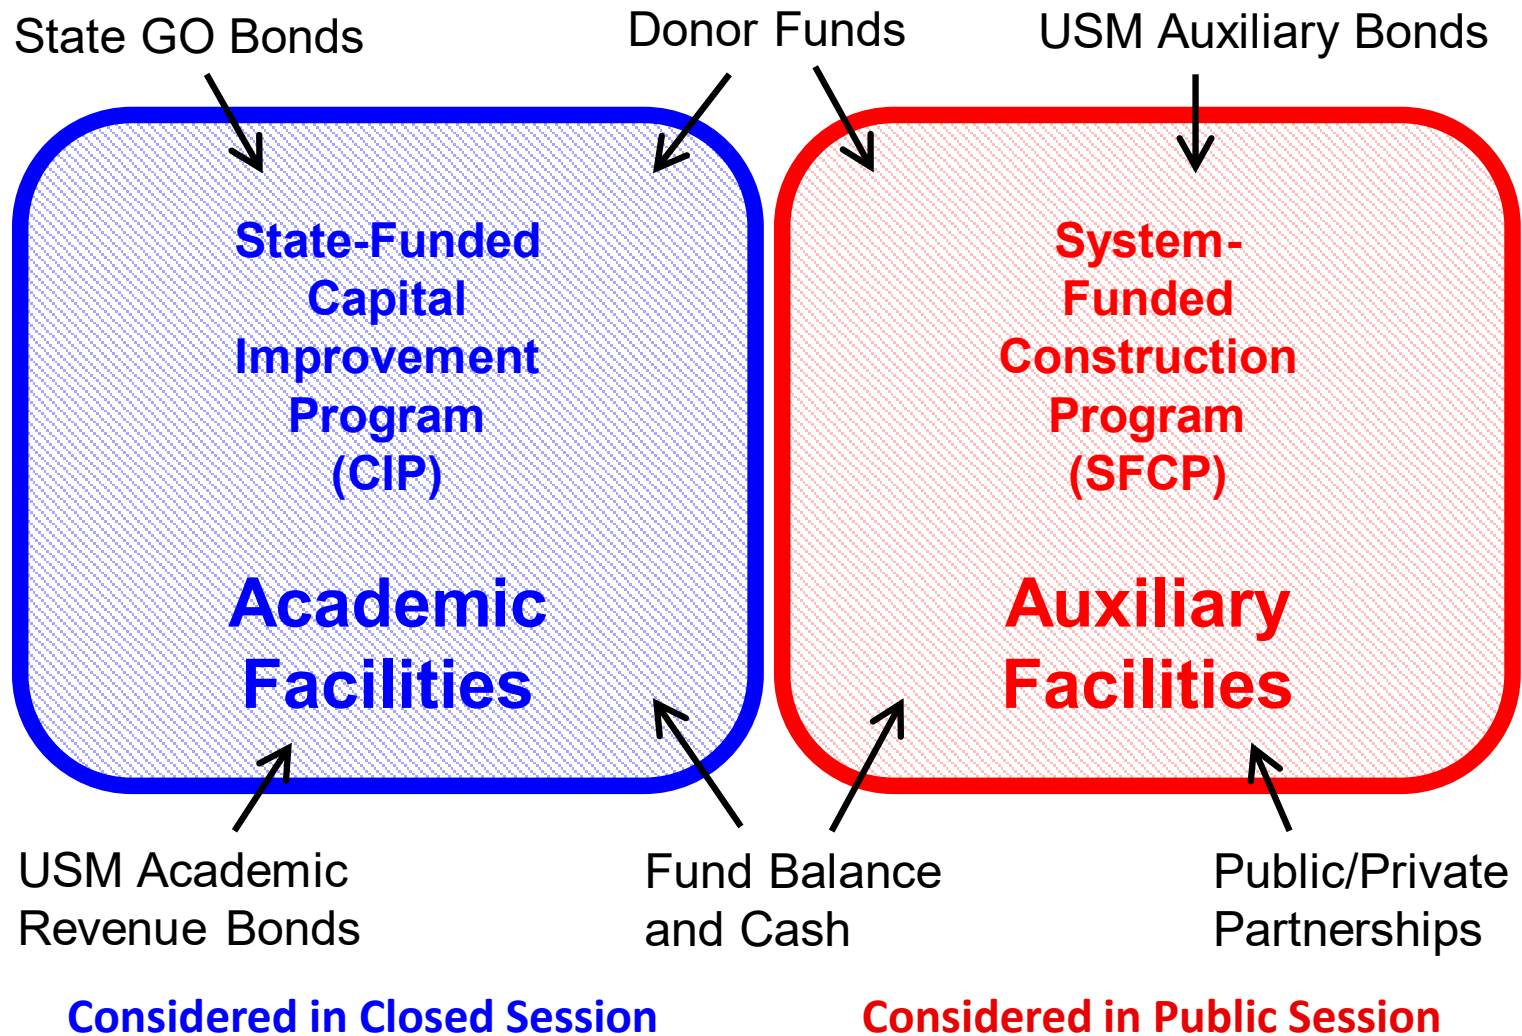 State GO Bonds
Donor Funds
USM Auxiliary Bonds
State-Funded
Capital
Improvement
Program
(CIP)
Academic
Facilities
System-
Funded
Construction
Program
(SFCP)
Auxiliary
Facilities
USM Academic
Revenue Bonds
Fund Balance
and Cash
Public/Private
Partnerships
Considered in Closed Session
Considered in Public Session